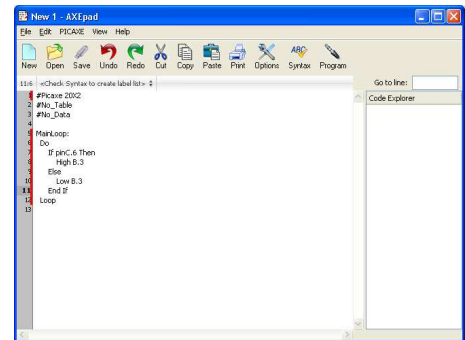 New 1 - AXEpad
File Edit PICAXE View Help
New Open Save Undo Redo Cut Copy Paste Print Options Syntax Program
11:6 <Check Syntax to create label list> Go to line:
Code Explorer
1 #Picaxe 20X2
2 #No_Table
3 #No_Data
4
5 MainLoop:
6 Do
7 If pinC.6 Then
8 High B.3
9 Else
10 Low B.3
11 End If
12 Loop
13